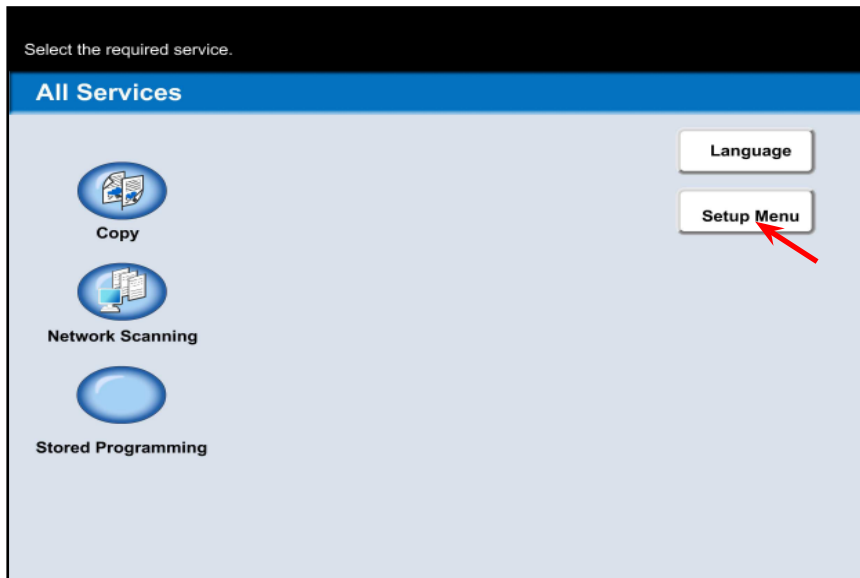 Select the required service.
All Services
Language
Setup Menu
Copy
Network Scanning
Stored Programming